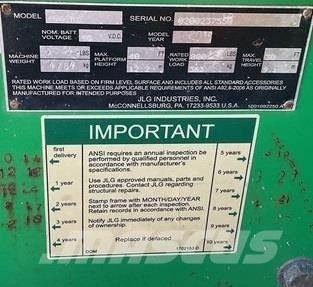 MODEL
SERIAL NO.
NOM. BATT. VOLTAGE
V.D.C.
MODEL YEAR
MACHINE WEIGHT
LBS
kg
MAX. PLATFORM HEIGHT
FT
m
RATED WORK LOAD
LBS
kg
MAX.
RATED WORK LOAD BASED ON FIRM LEVEL SURFACE AND INCLUDES ALL STANDARD ACCESSORIES
THIS MACHINE MEETS OR EXCEEDS APPLICABLE REQUIREMENTS OF ANSI A92.6-2006 AS ORIGINALLY
MANUFACTURED FOR INTENDED APPLICATIONS.
JLG INDUSTRIES, INC.
McCONNELLSBURG, PA. 17233-9533 U.S.A.
IMPORTANT
first delivery
1 year
2 years
3 years
4 years
ANSI requires an annual inspection be
performed by qualified personnel in
accordance with manufacturer's
specifications.
Use JLG approved manuals, parts and
procedures. Contact JLG regarding
structural repairs.
Stamp frame with MONTH/DAY/YEAR
next to arrow after each inspection.
Retain records in accordance with ANSI.
Notify JLG immediately of any changes
of ownership.
Replace if defaced
5 years
6 years
7 years
8 years
9 years
10 years
DOM
MASCUS